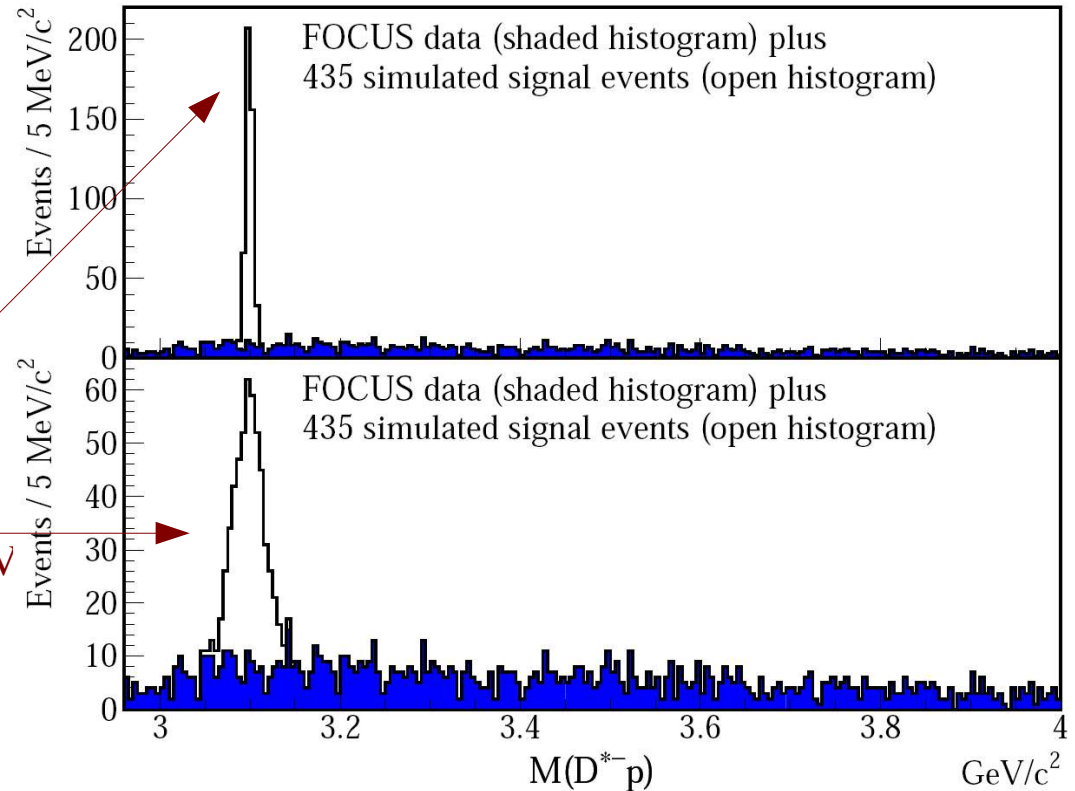 Events / 5 MeV/c²
200
150
100
50
0
FOCUS data (shaded histogram) plus
435 simulated signal events (open histogram)
Events / 5 MeV/c²
60
50
40
30
20
10
0
FOCUS data (shaded histogram) plus
435 simulated signal events (open histogram)
3 3.2 3.4 3.6 3.8 4
M(D*⁻p)
GeV/c²